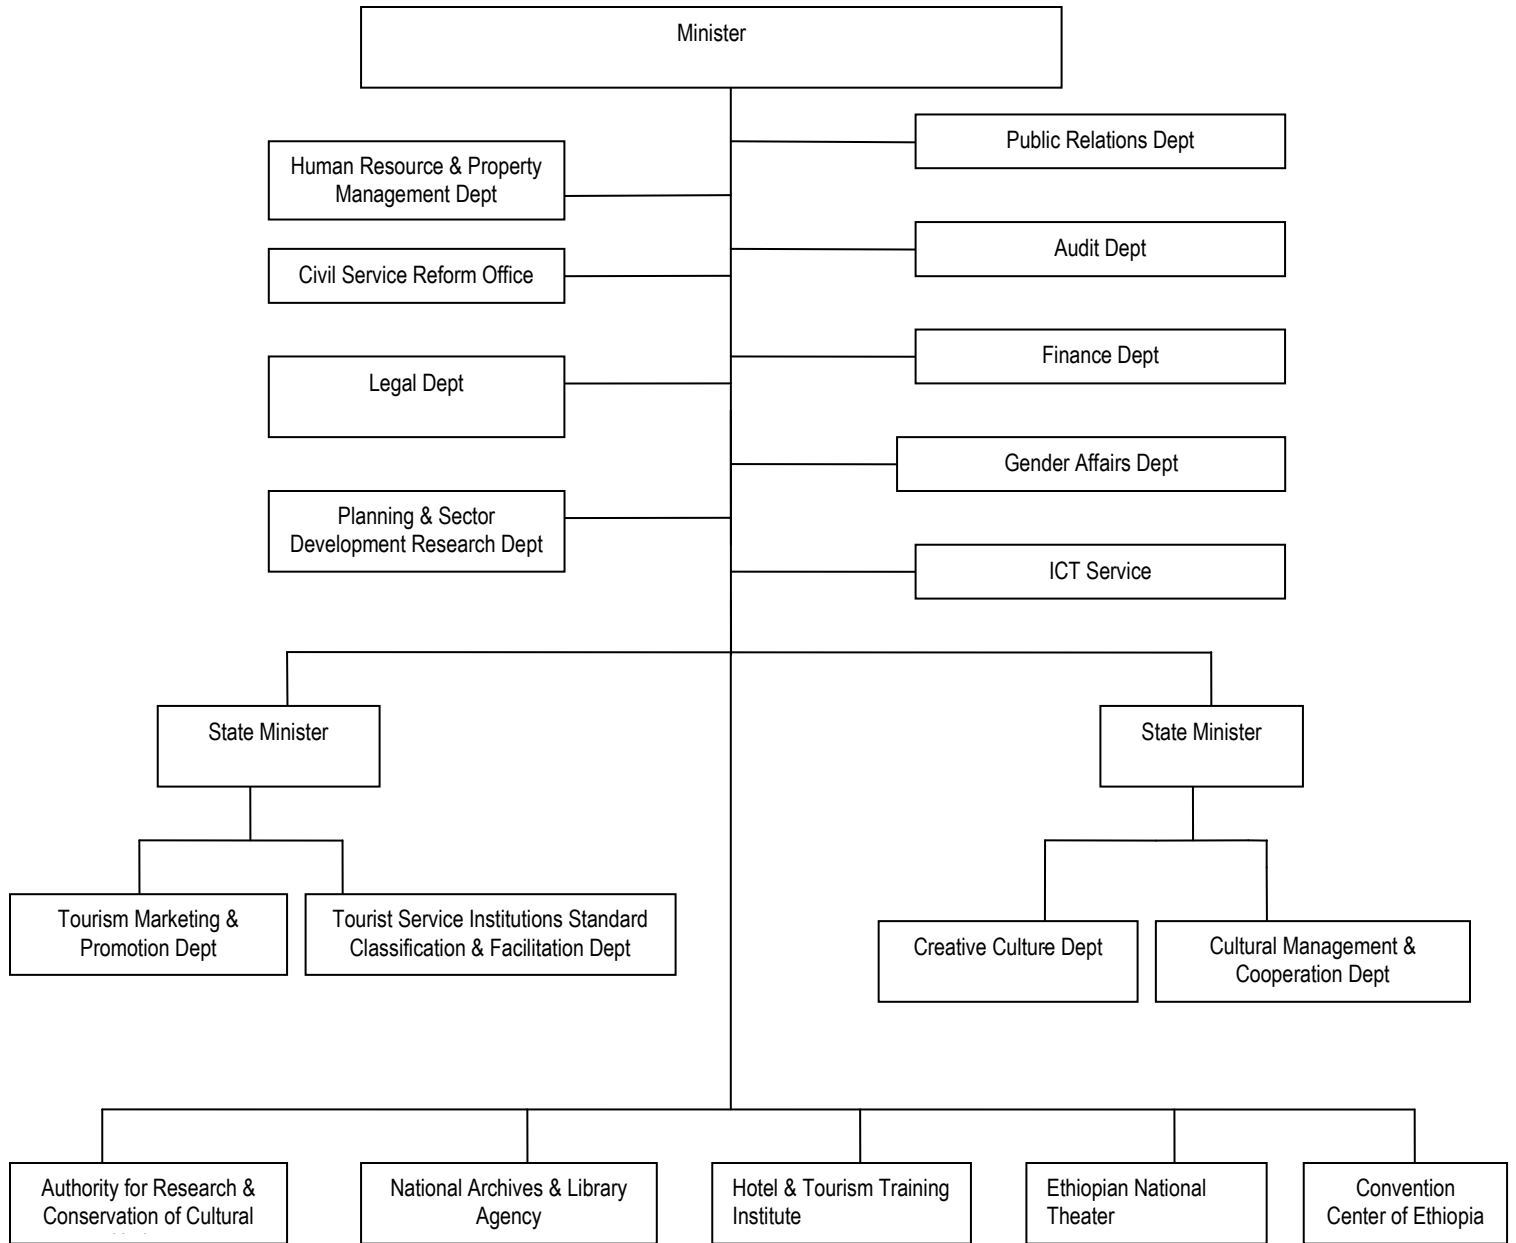 Minister
Public Relations Dept
Human Resource & Property
Management Dept
Audit Dept
Civil Service Reform Office
Finance Dept
Legal Dept
Gender Affairs Dept
Planning & Sector
Development Research Dept
ICT Service
State Minister
State Minister
Tourism Marketing &
Promotion Dept
Tourist Service Institutions Standard
Classification & Facilitation Dept
Creative Culture Dept
Cultural Management &
Cooperation Dept
Authority for Research &
Conservation of Cultural
National Archives & Library
Agency
Hotel & Tourism Training
Institute
Ethiopian National
Theater
Convention
Center of Ethiopia